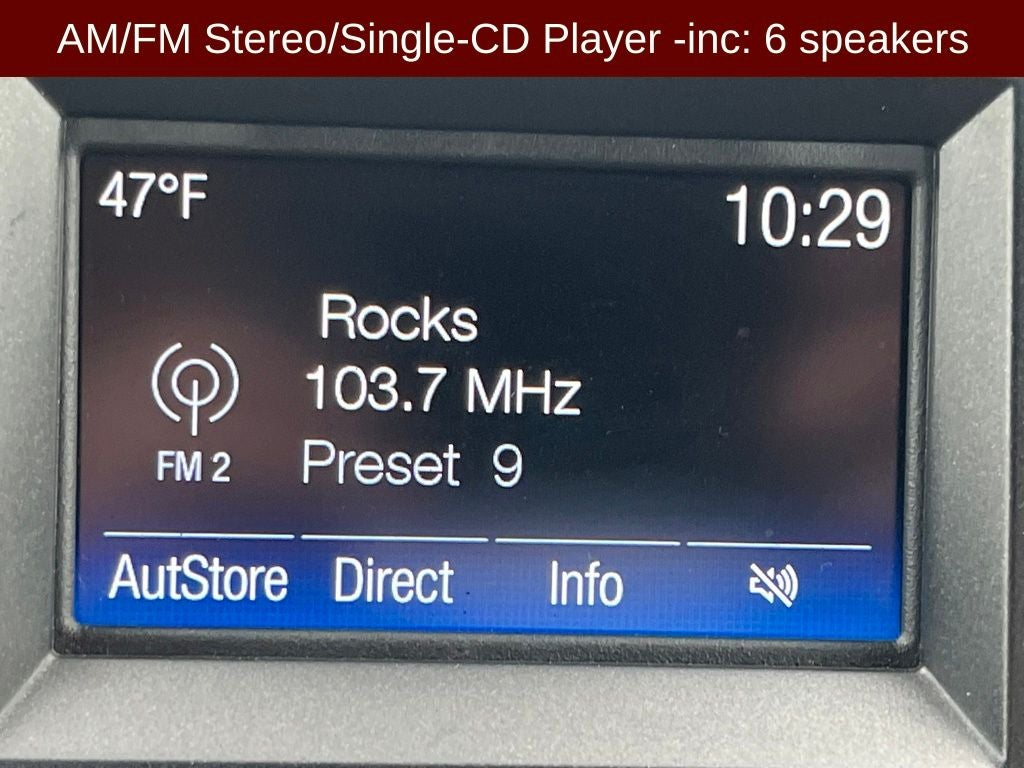 AM/FM Stereo/Single-CD Player -inc: 6 speakers
47°F 10:29
Rocks
103.7 MHz
FM 2 Preset 9
AutStore Direct Info